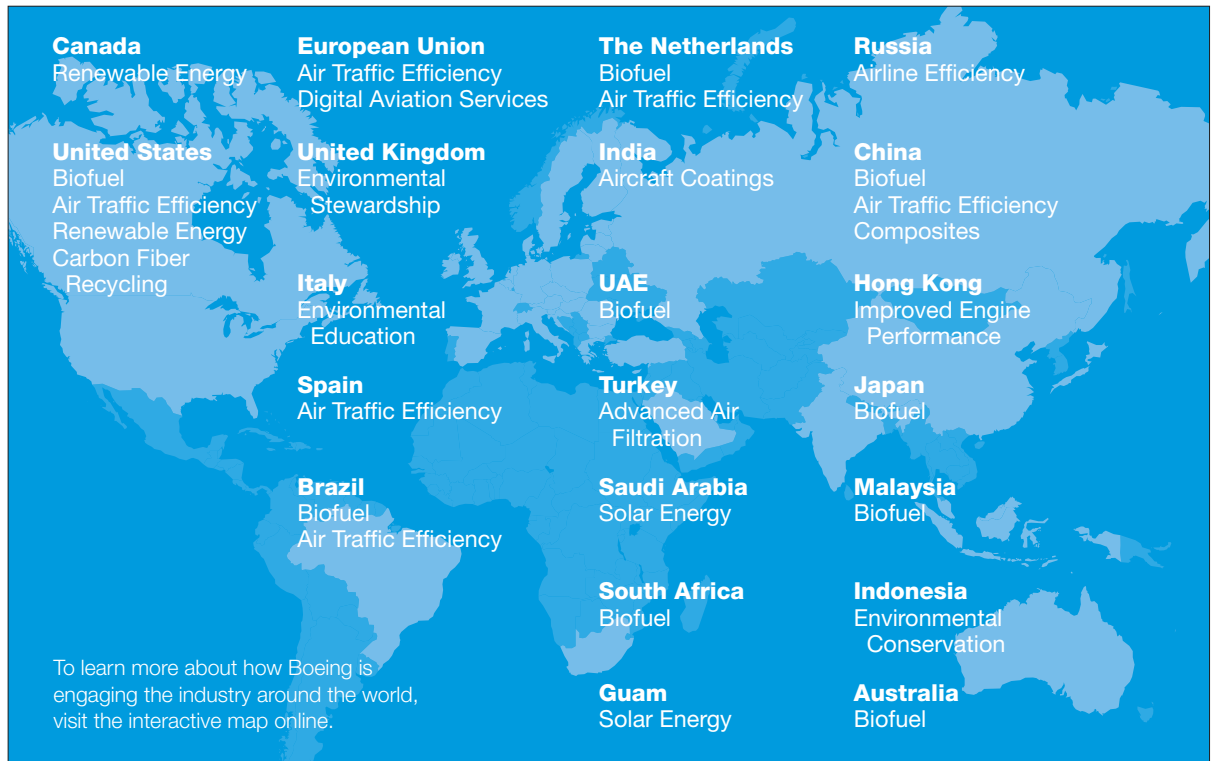 Canada
Renewable Energy
United States
Biofuel
Air Traffic Efficiency
Renewable Energy
Carbon Fiber
Recycling
To learn more about how Boeing is
engaging the industry around the world,
visit the interactive map online.
European Union
Air Traffic Efficiency
Digital Aviation Services
United Kingdom
Environmental
Stewardship
Italy
Environmental
Education
Spain
Air Traffic Efficiency
Brazil
Biofuel
Air Traffic Efficiency
The Netherlands
Biofuel
Air Traffic Efficiency
India
Aircraft Coatings
UAE
Biofuel
Turkey
Advanced Air
Filtration
Saudi Arabia
Solar Energy
South Africa
Biofuel
Guam
Solar Energy
Russia
Airline Efficiency
China
Biofuel
Air Traffic Efficiency
Composites
Hong Kong
Improved Engine
Performance
Japan
Biofuel
Malaysia
Biofuel
Indonesia
Environmental
Conservation
Australia
Biofuel